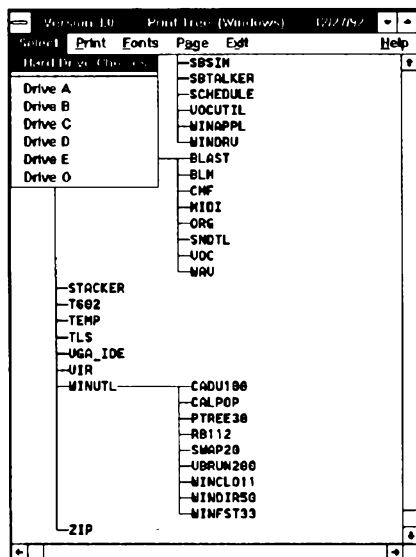 Version 3.0 Print Tree (Windows) 12/27/92
Select Print Fonts Page Exit Help
Hard Drive Choices
Drive A
Drive B
Drive C
Drive D
Drive E
Drive O
SBSIM
SBTALKER
SCHEDULE
VOCUTIL
WINAPPL
WINDRV
BLAST
BLM
CMF
MIDI
ORG
SNDTL
VOC
WAV
STACKER
T602
TEMP
TLS
VGA_IDE
VIR
WINUTL
CADU100
CALPOP
PTREE30
RB112
SWAP20
VBRUN200
WINCLO11
WINDIR50
WINFST33
ZIP